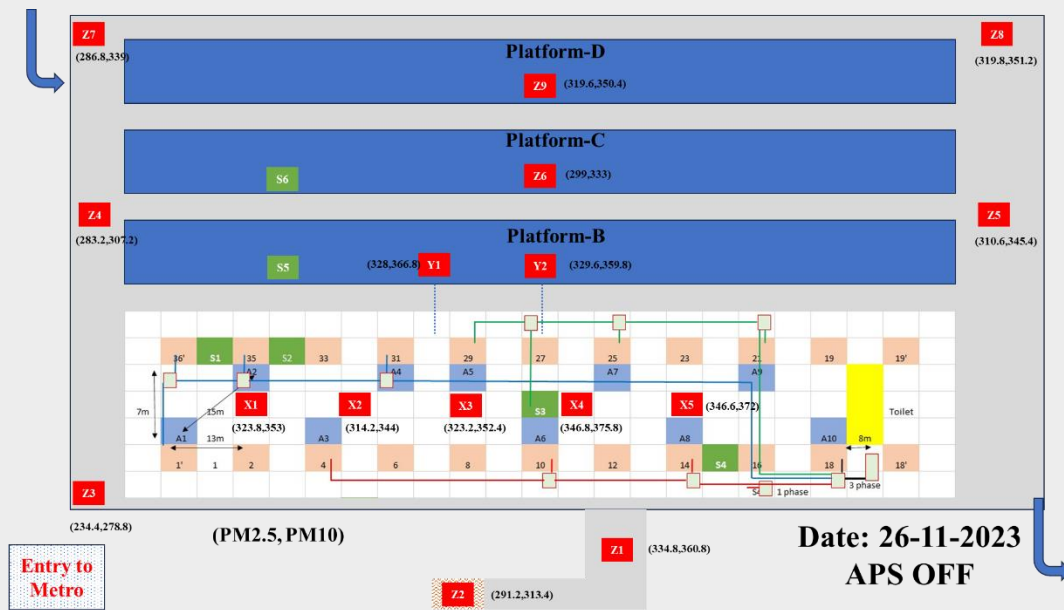 Z7
(286.8,339)
Platform-D
Z9 (319.6,350.4)
Z8
(319.8,351.2)
Platform-C
S6
Z6 (299,333)
Z4
(283.2,307.2)
Platform-B
S5
(328,366.8) Y1
Y2 (329.6,359.8)
Z5
(310.6,345.4)
36' S1 35 S2 33 31 29 27 25 23 21 19 19'
A2 A4 A5 A7 A9
7m
15m
X1 X2 X3 S3 X4 X5 (346.6,372)
Toilet
(323.8,353) (314.2,344) (323.2,352.4) (346.8,375.8)
A1 13m A3 A6 A8 A10 8m
1' 1 2 4 6 8 10 12 14 S4 16 18 18'
1 phase 3 phase
Z3
(234.4,278.8)
(PM2.5, PM10)
Z1 (334.8,360.8)
Date: 26-11-2023
APS OFF
Entry to
Metro
Z2 (291.2,313.4)